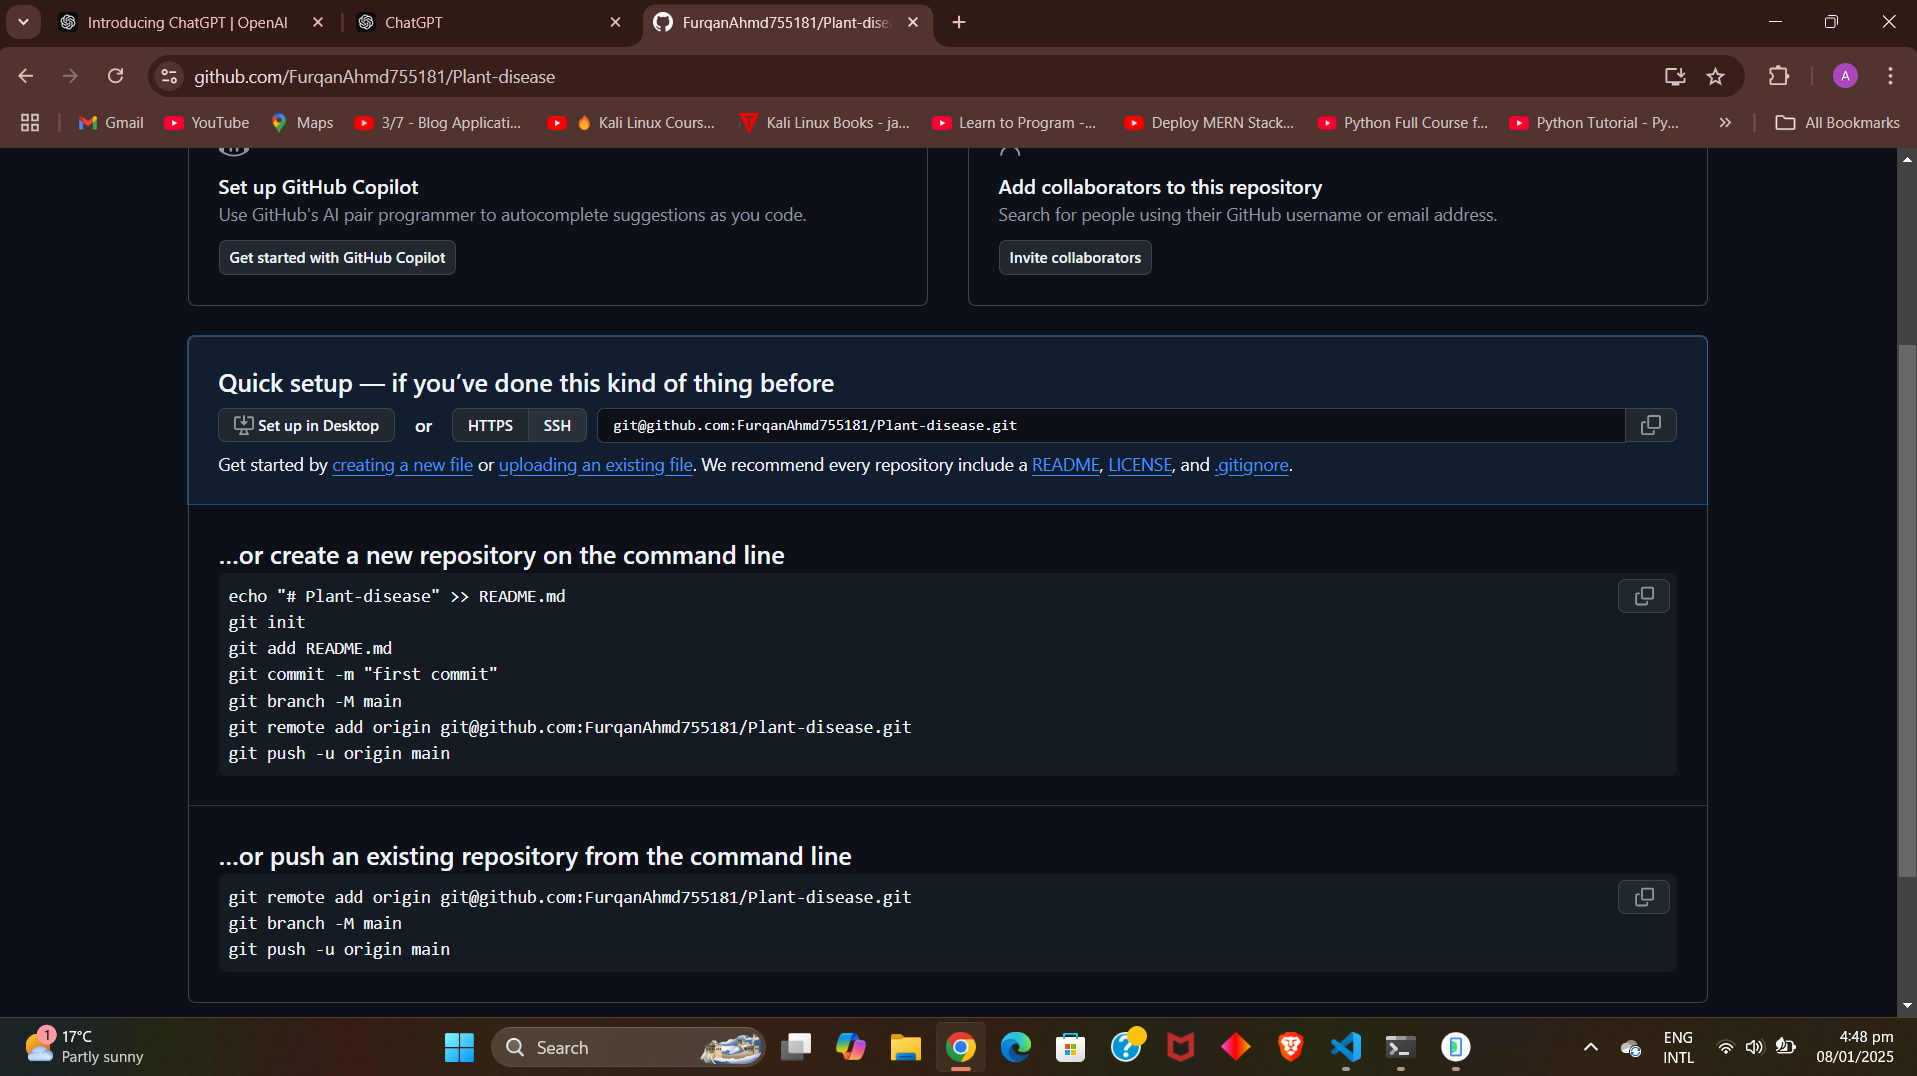 Introducing ChatGPT | OpenAI
ChatGPT
FurqanAhmd755181/Plant-dise
github.com/FurqanAhmd755181/Plant-disease
A
Gmail
YouTube
Maps
3/7 - Blog Applicati...
Kali Linux Cours...
Kali Linux Books - ja...
Learn to Program -...
Deploy MERN Stack...
Python Full Course f...
Python Tutorial - Py...
All Bookmarks
Set up GitHub Copilot
Use GitHub's AI pair programmer to autocomplete suggestions as you code.
Get started with GitHub Copilot
Add collaborators to this repository
Search for people using their GitHub username or email address.
Invite collaborators
Quick setup — if you’ve done this kind of thing before
Set up in Desktop or HTTPS SSH git@github.com:FurqanAhmd755181/Plant-disease.git
Get started by creating a new file or uploading an existing file. We recommend every repository include a README, LICENSE, and .gitignore.
...or create a new repository on the command line
echo "# Plant-disease" >> README.md
git init
git add README.md
git commit -m "first commit"
git branch -M main
git remote add origin git@github.com:FurqanAhmd755181/Plant-disease.git
git push -u origin main
...or push an existing repository from the command line
git remote add origin git@github.com:FurqanAhmd755181/Plant-disease.git
git branch -M main
git push -u origin main
1
17°C
Partly sunny
Search
ENG
INTL
4:48 pm
08/01/2025